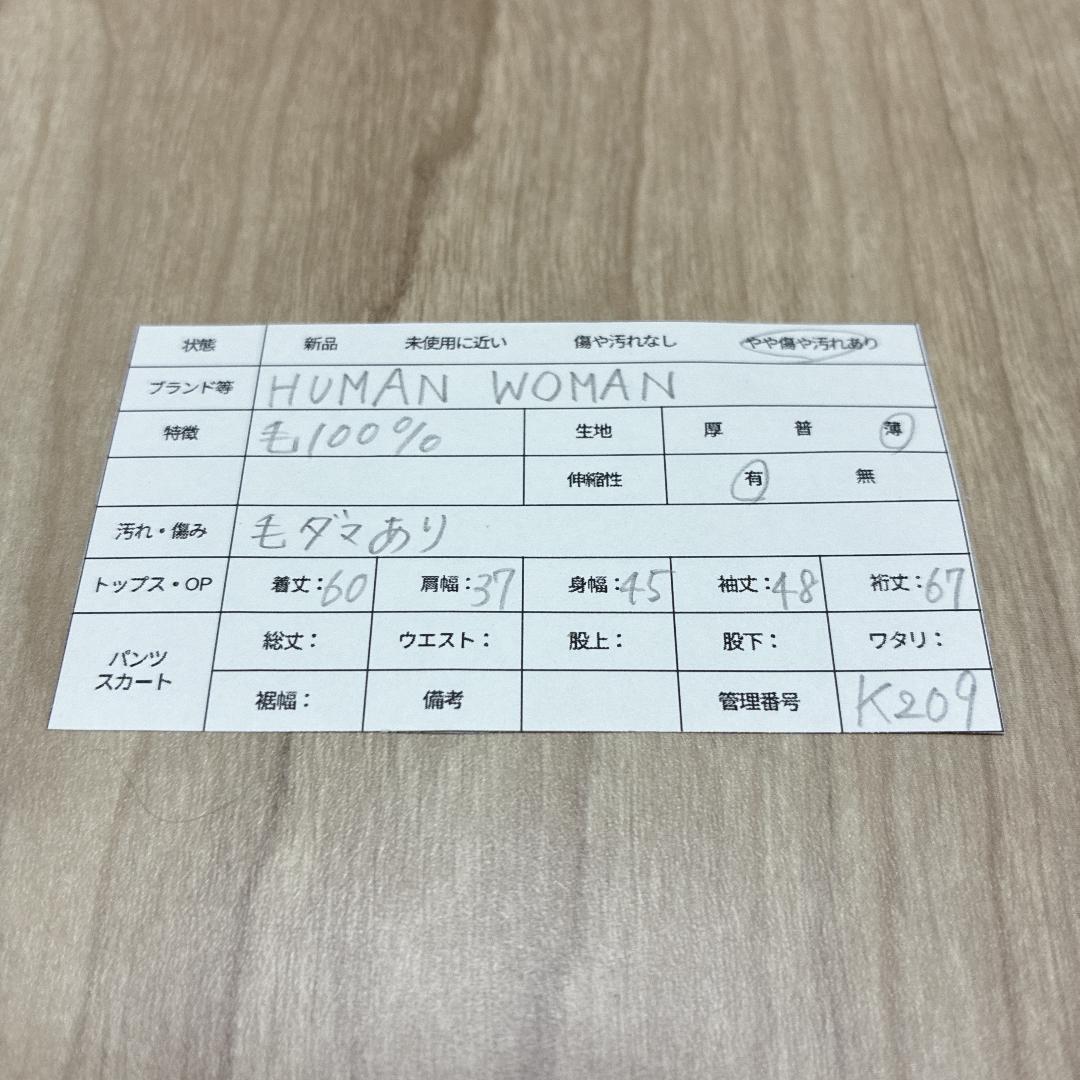 状態 新品 未使用に近い 傷や汚れなし やや傷や汚れあり
ブランド等 HUMAN WOMAN
特徴 毛100% 生地 厚 普 薄
伸縮性 有 無
汚れ・傷み 毛ダマあり
トップス・OP 着丈:60 肩幅:37 身幅:45 袖丈:48 裄丈:67
パンツ スカート 総丈: ウエスト: 股上: 股下: ワタリ:
裾幅: 備考 管理番号 K209